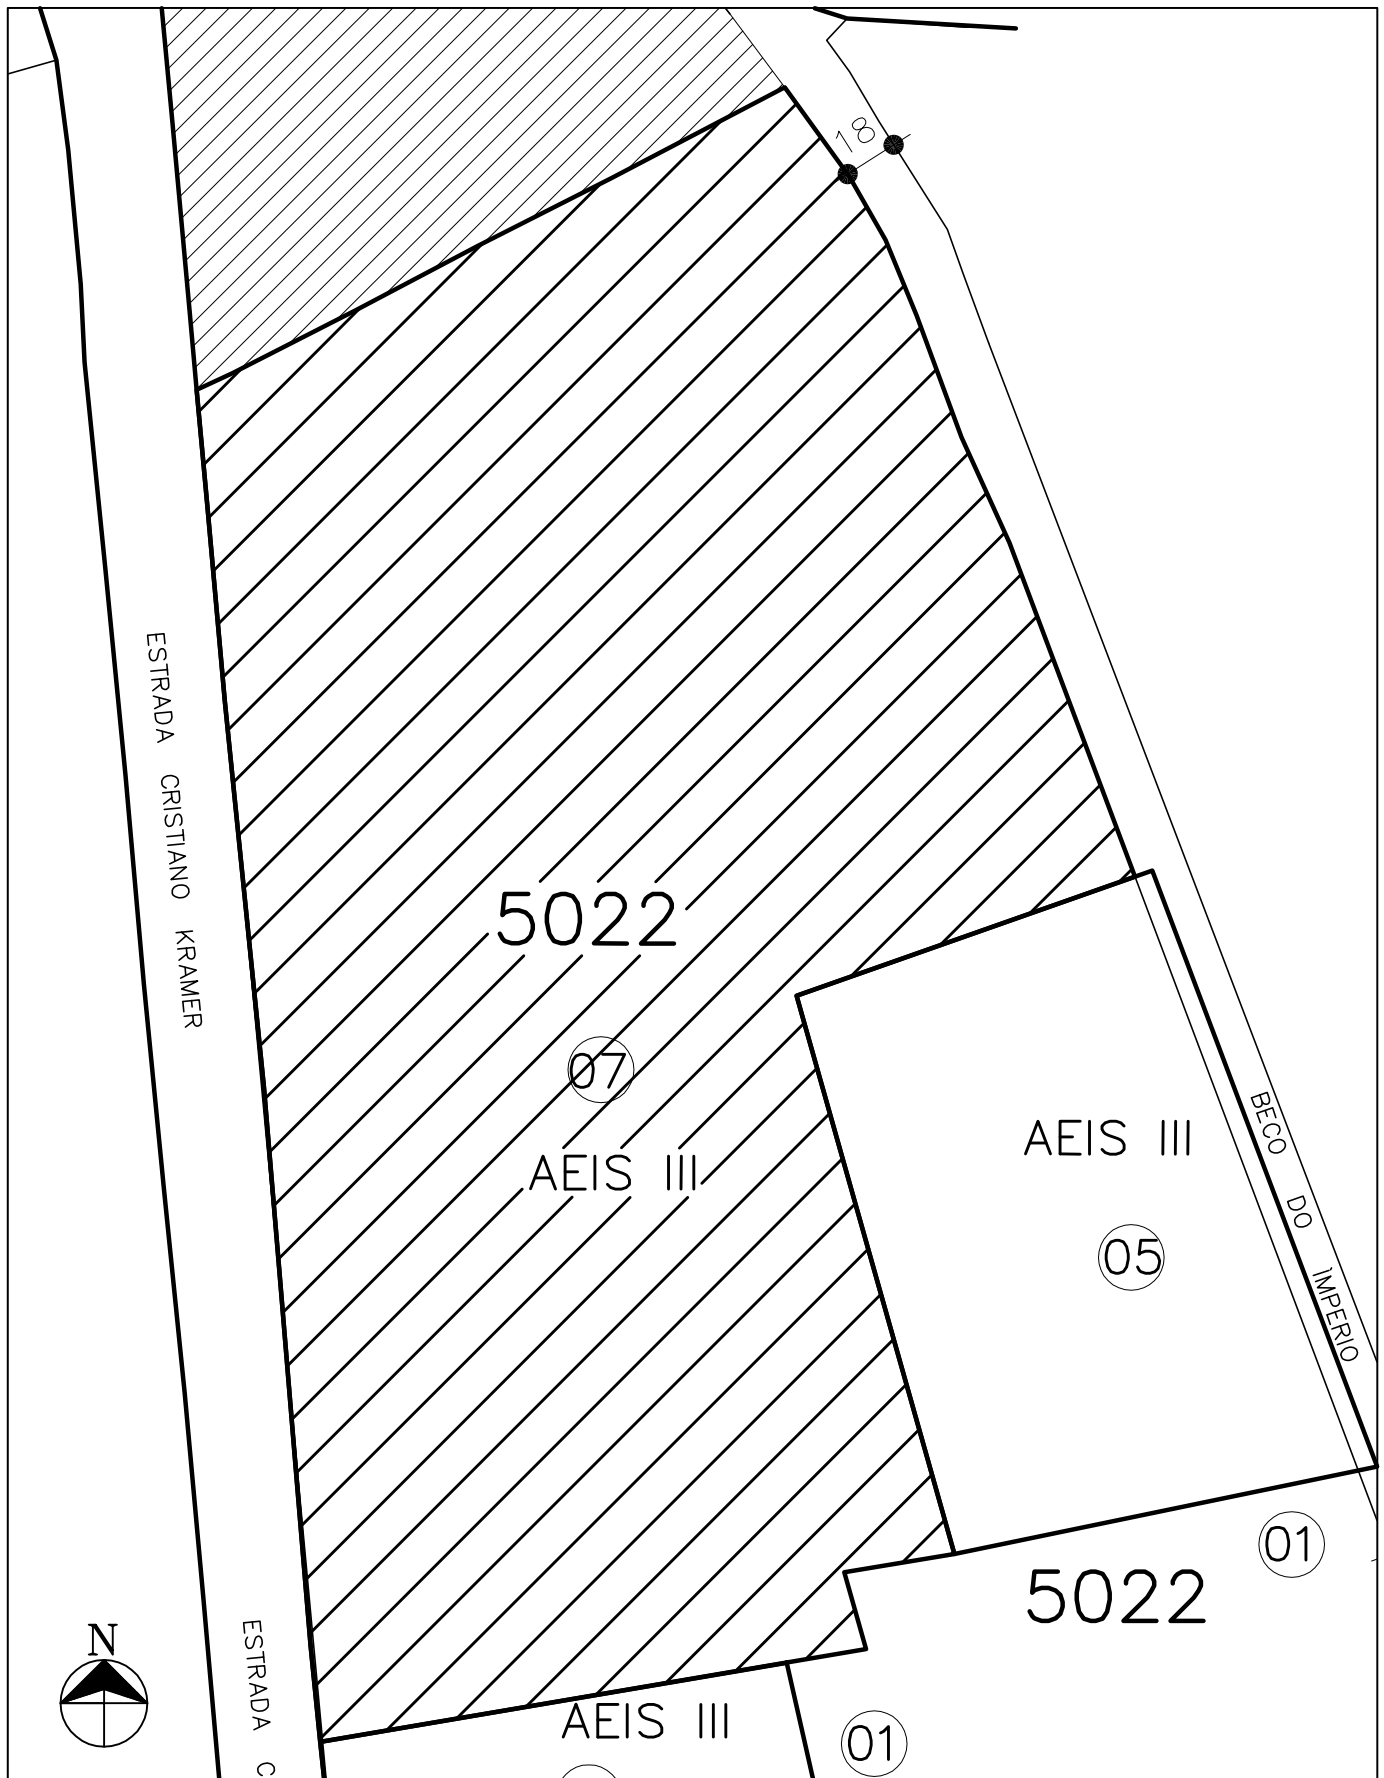 18
ESTRADA CRISTIANO KRAMER
5022
07
AEIS III
AEIS III
05
BECO DO IMPERIO
01
5022
N
ESTRADA C
AEIS III
01